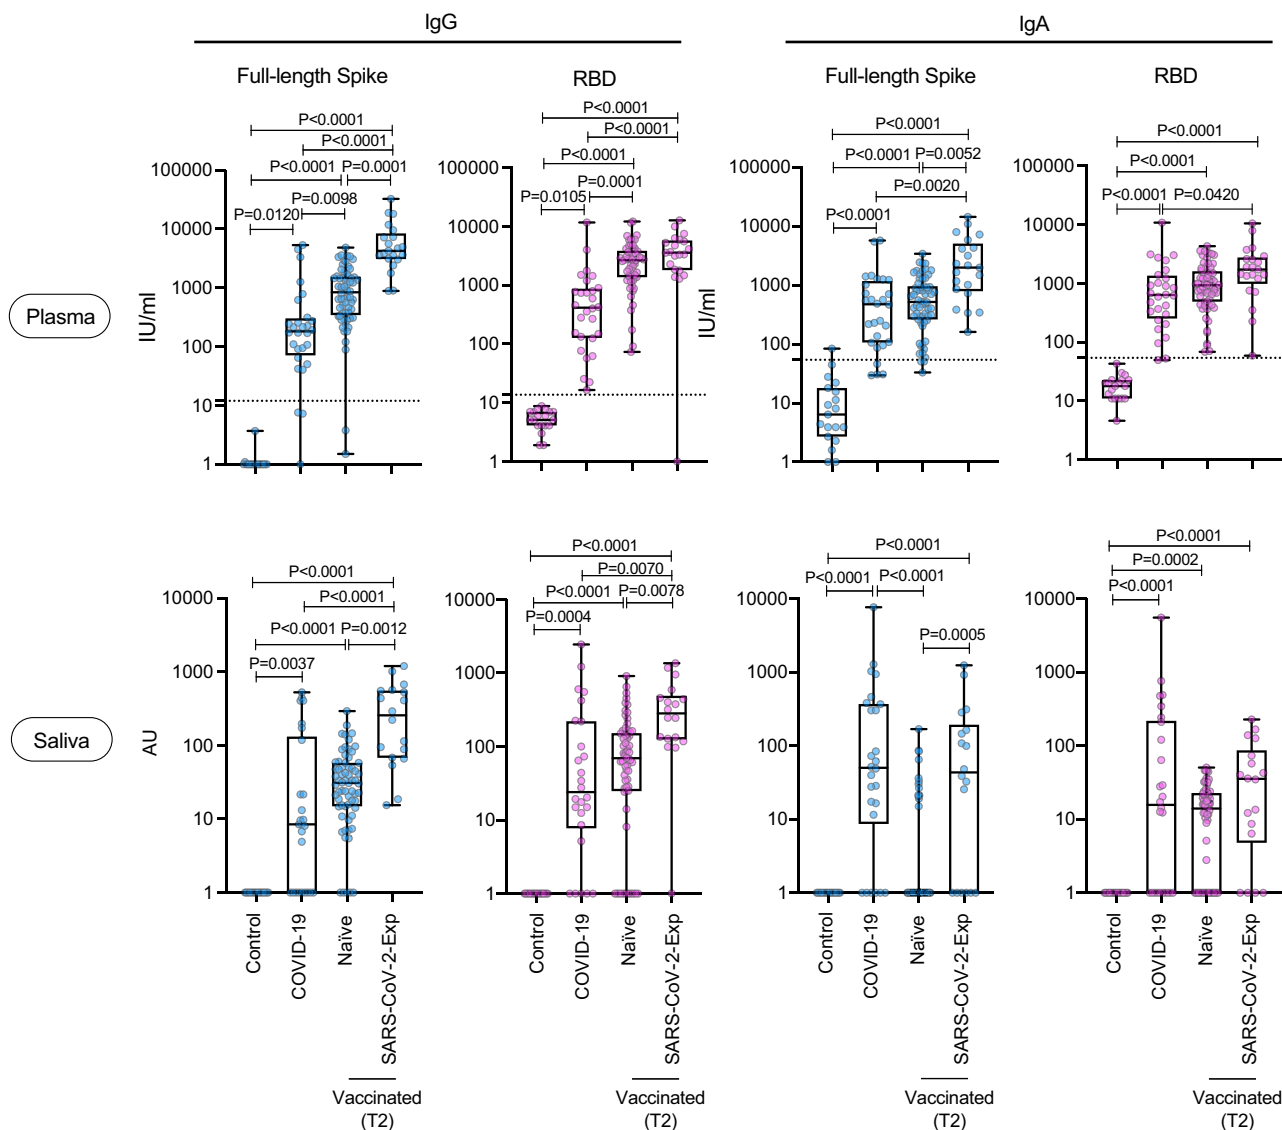 IgG
IgA
Full-length Spike
RBD
Full-length Spike
RBD
Plasma
IU/ml
P<0.0001
P<0.0001
P<0.0001
P=0.0001
P=0.0098
P=0.0120
100000
10000
1000
100
10
1
P<0.0001
P<0.0001
P<0.0001
P=0.0105
P=0.0001
100000
10000
1000
100
10
1
IU/ml
P<0.0001
P<0.0001
P=0.0052
P=0.0020
P<0.0001
100000
10000
1000
100
10
1
P<0.0001
P<0.0001
P<0.0001
P=0.0420
100000
10000
1000
100
10
1
Saliva
AU
P<0.0001
P<0.0001
P<0.0001
P=0.0012
P=0.0037
10000
1000
100
10
1
P<0.0001
P=0.0070
P<0.0001
P=0.0078
P=0.0004
10000
1000
100
10
1
P<0.0001
P<0.0001
P<0.0001
P=0.0005
10000
1000
100
10
1
P<0.0001
P=0.0002
P<0.0001
10000
1000
100
10
1
Control
COVID-19
Naïve
SARS-CoV-2-Exp
Control
COVID-19
Naïve
SARS-CoV-2-Exp
Control
COVID-19
Naïve
SARS-CoV-2-Exp
Control
COVID-19
Naïve
SARS-CoV-2-Exp
Vaccinated
(T2)
Vaccinated
(T2)
Vaccinated
(T2)
Vaccinated
(T2)